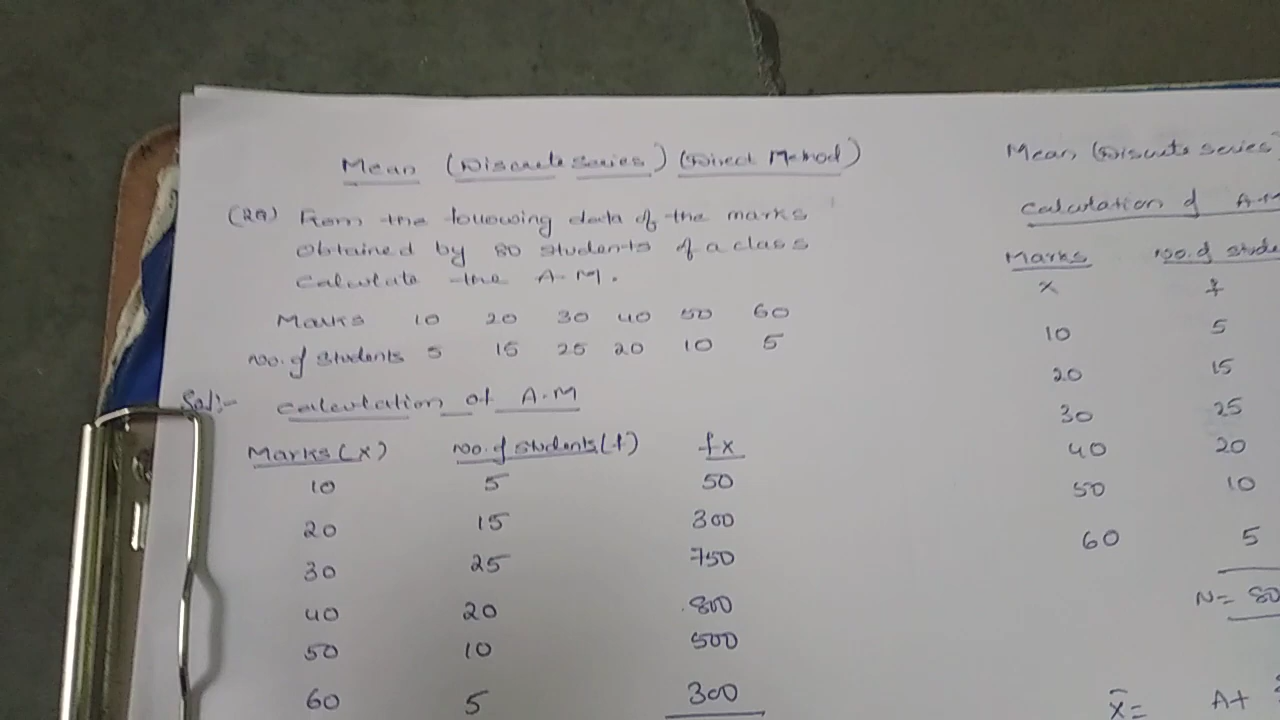 Mean (Discrete Series) (Direct Method)
(29) From the following data of the marks
obtained by 80 students of a class
calculate the A.M.
Marks 10 20 30 40 50 60
No. of Students 5 15 25 20 10 5
Sol:- Calculation of A.M
Marks (X) No. of Students (f) fx
10 5 50
20 15 300
30 25 750
40 20 800
50 10 500
60 5 300
Mean (Discrete Series
Calculation of A.M
Marks No. of Stude
x f
10 5
20 15
30 25
40 20
50 10
60 5
N= 80
X̄= A+